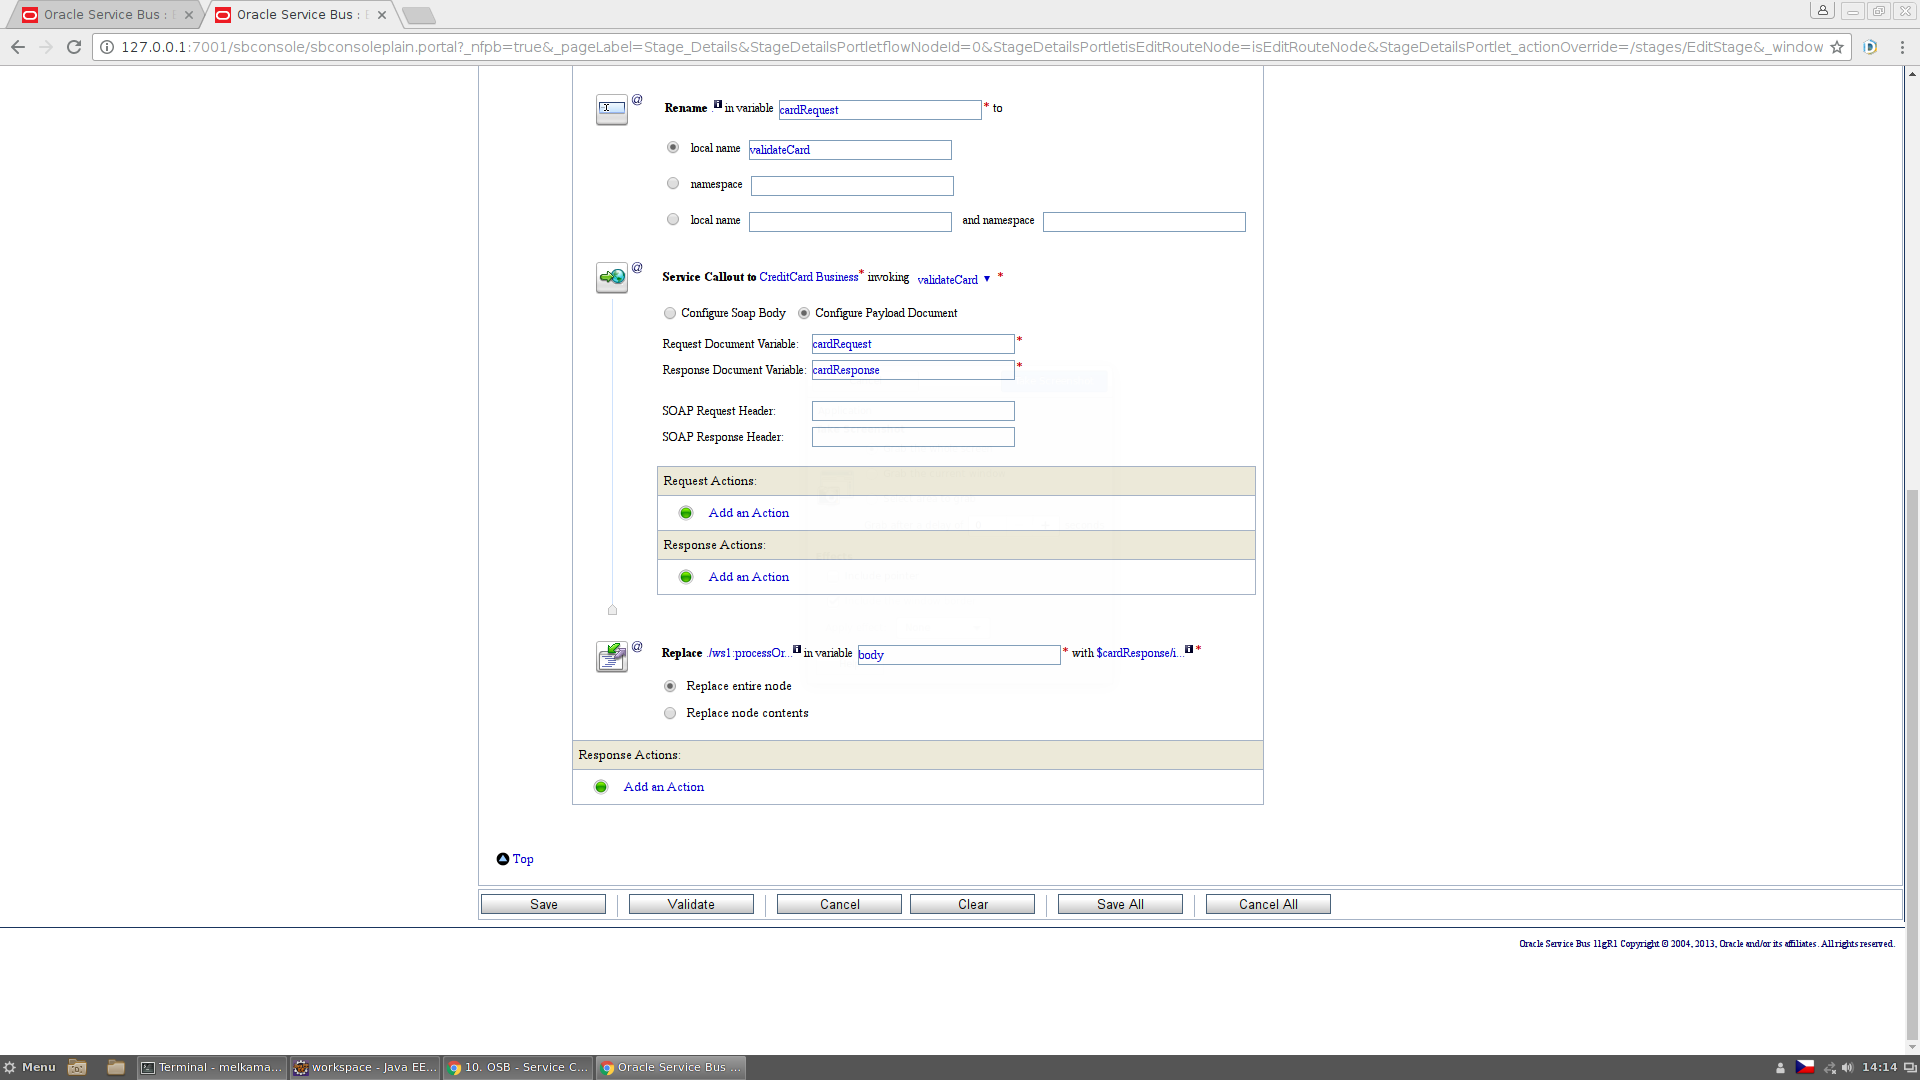 Oracle Service Bus :
Oracle Service Bus :
127.0.0.1:7001/sbconsole/sbconsoleplain.portal?_nfpb=true&_pageLabel=Stage_Details&StageDetailsPortletflowNodeId=0&StageDetailsPortletisEditRouteNode=isEditRouteNode&StageDetailsPortlet_actionOverride=/stages/EditStage&_window
@ Rename . in variable cardRequest * to
local name validateCard
namespace
local name and namespace
@ Service Callout to CreditCard Business* invoking validateCard *
Configure Soap Body Configure Payload Document
Request Document Variable: cardRequest *
Response Document Variable: cardResponse *
SOAP Request Header:
SOAP Response Header:
Request Actions:
Add an Action
Response Actions:
Add an Action
@ Replace ./ws1:processOr... in variable body * with $cardResponse/i... *
Replace entire node
Replace node contents
Response Actions:
Add an Action
Top
Save Validate Cancel Clear Save All Cancel All
Oracle Service Bus 11gR1 Copyright © 2004, 2013, Oracle and/or its affiliates. All rights reserved.
Menu Terminal - melkama... workspace - Java EE... 10. OSB - Service C... Oracle Service Bus ... 14:14